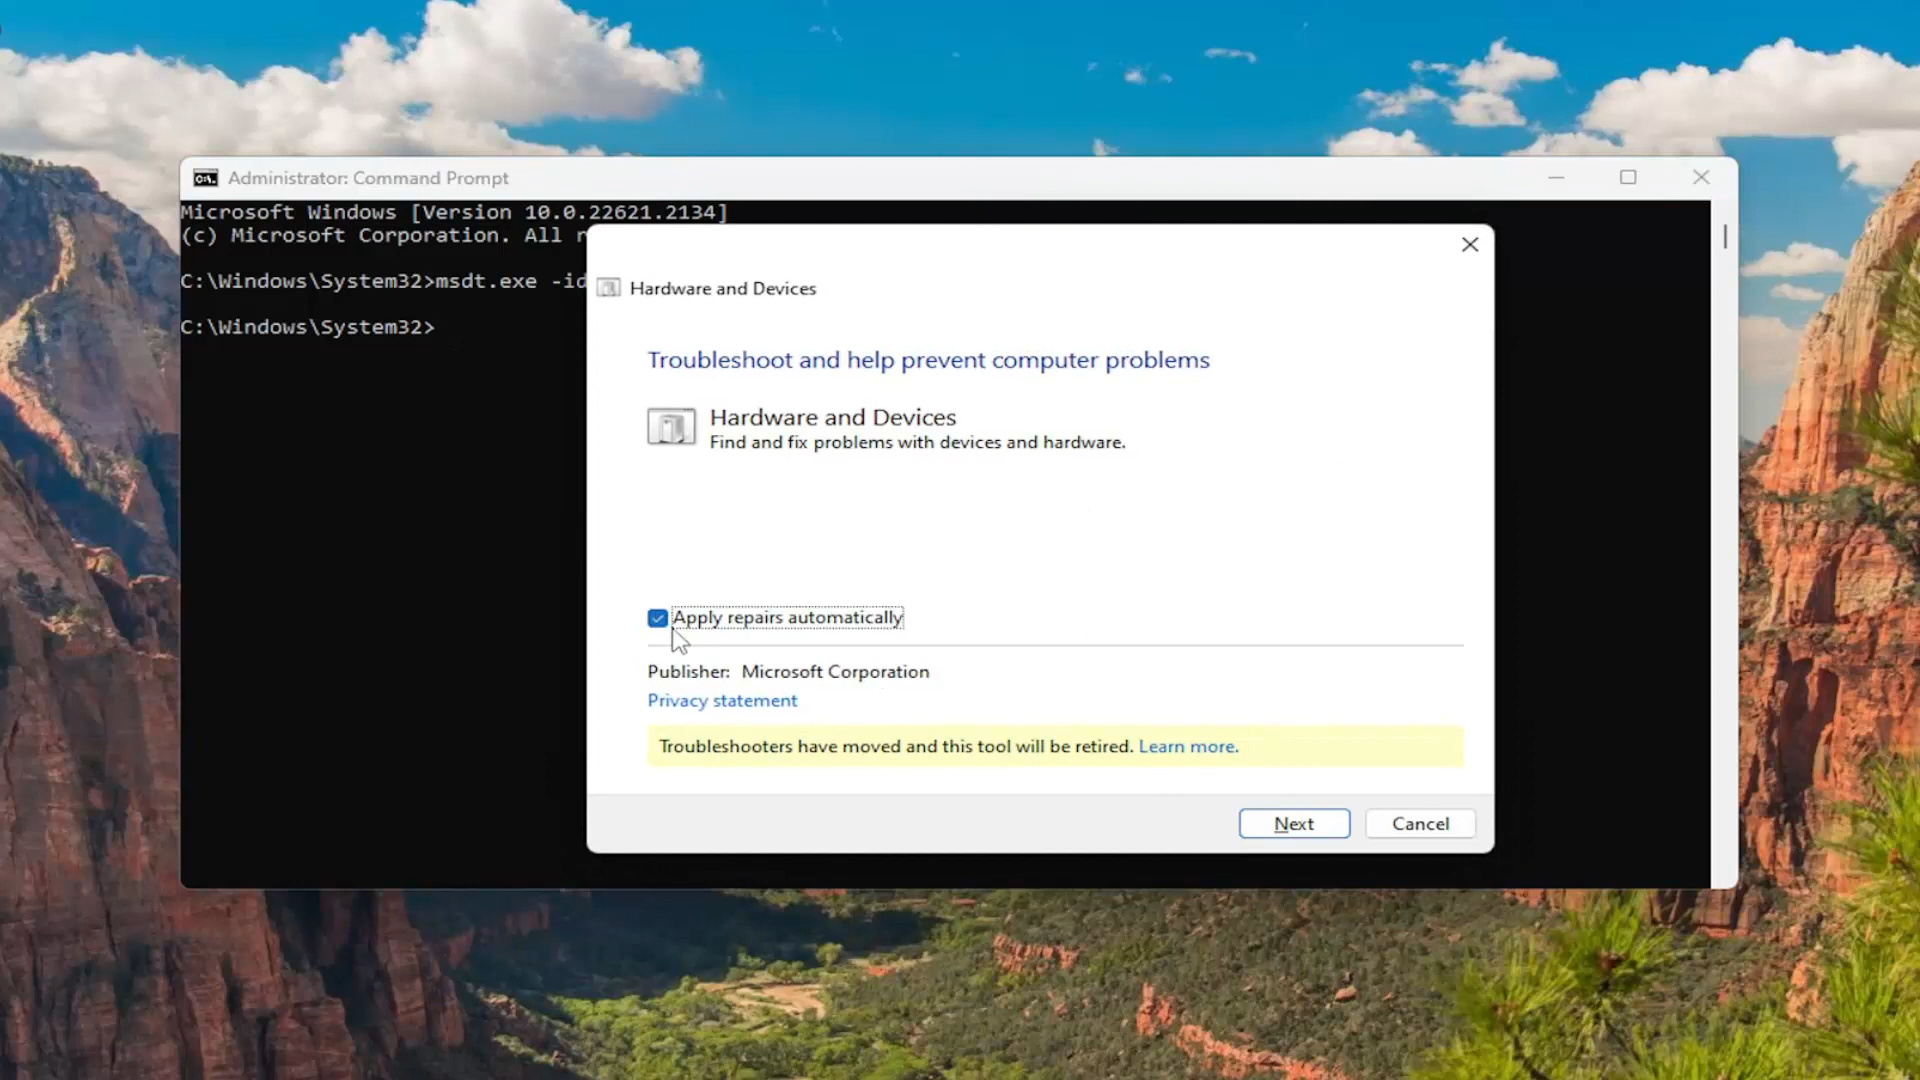 Administrator: Command Prompt
Microsoft Windows [Version 10.0.22621.2134]
(c) Microsoft Corporation. All
C:\Windows\System32>msdt.exe -id
C:\Windows\System32>
Hardware and Devices
Troubleshoot and help prevent computer problems
Hardware and Devices
Find and fix problems with devices and hardware.
Apply repairs automatically
Publisher: Microsoft Corporation
Privacy statement
Troubleshooters have moved and this tool will be retired. Learn more.
Next Cancel